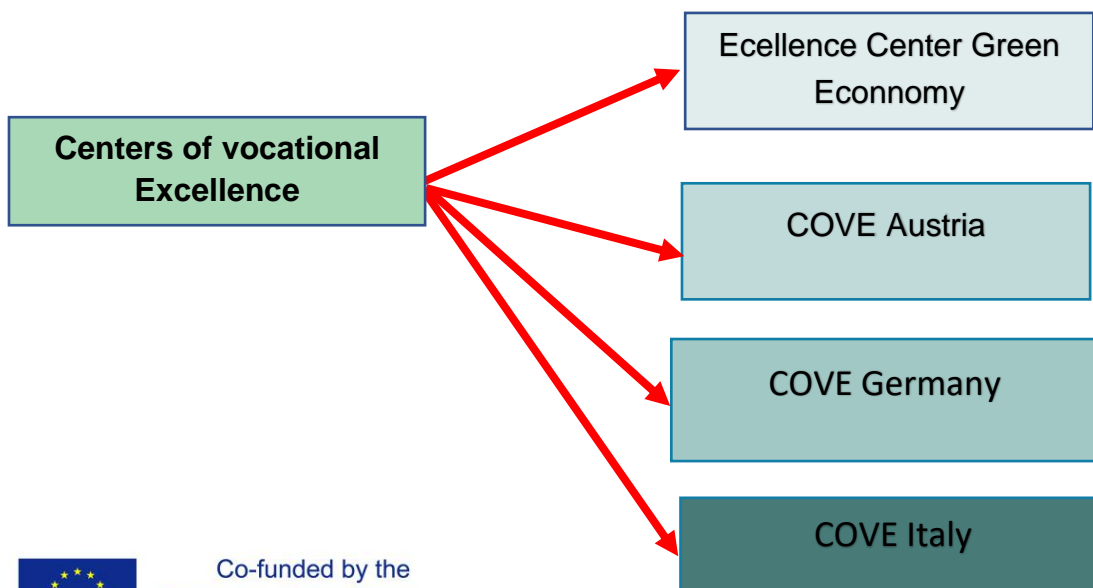 Ecellence Center Green
Econnomy
Centers of vocational
Excellence
COVE Austria
COVE Germany
COVE Italy
Co-funded by the